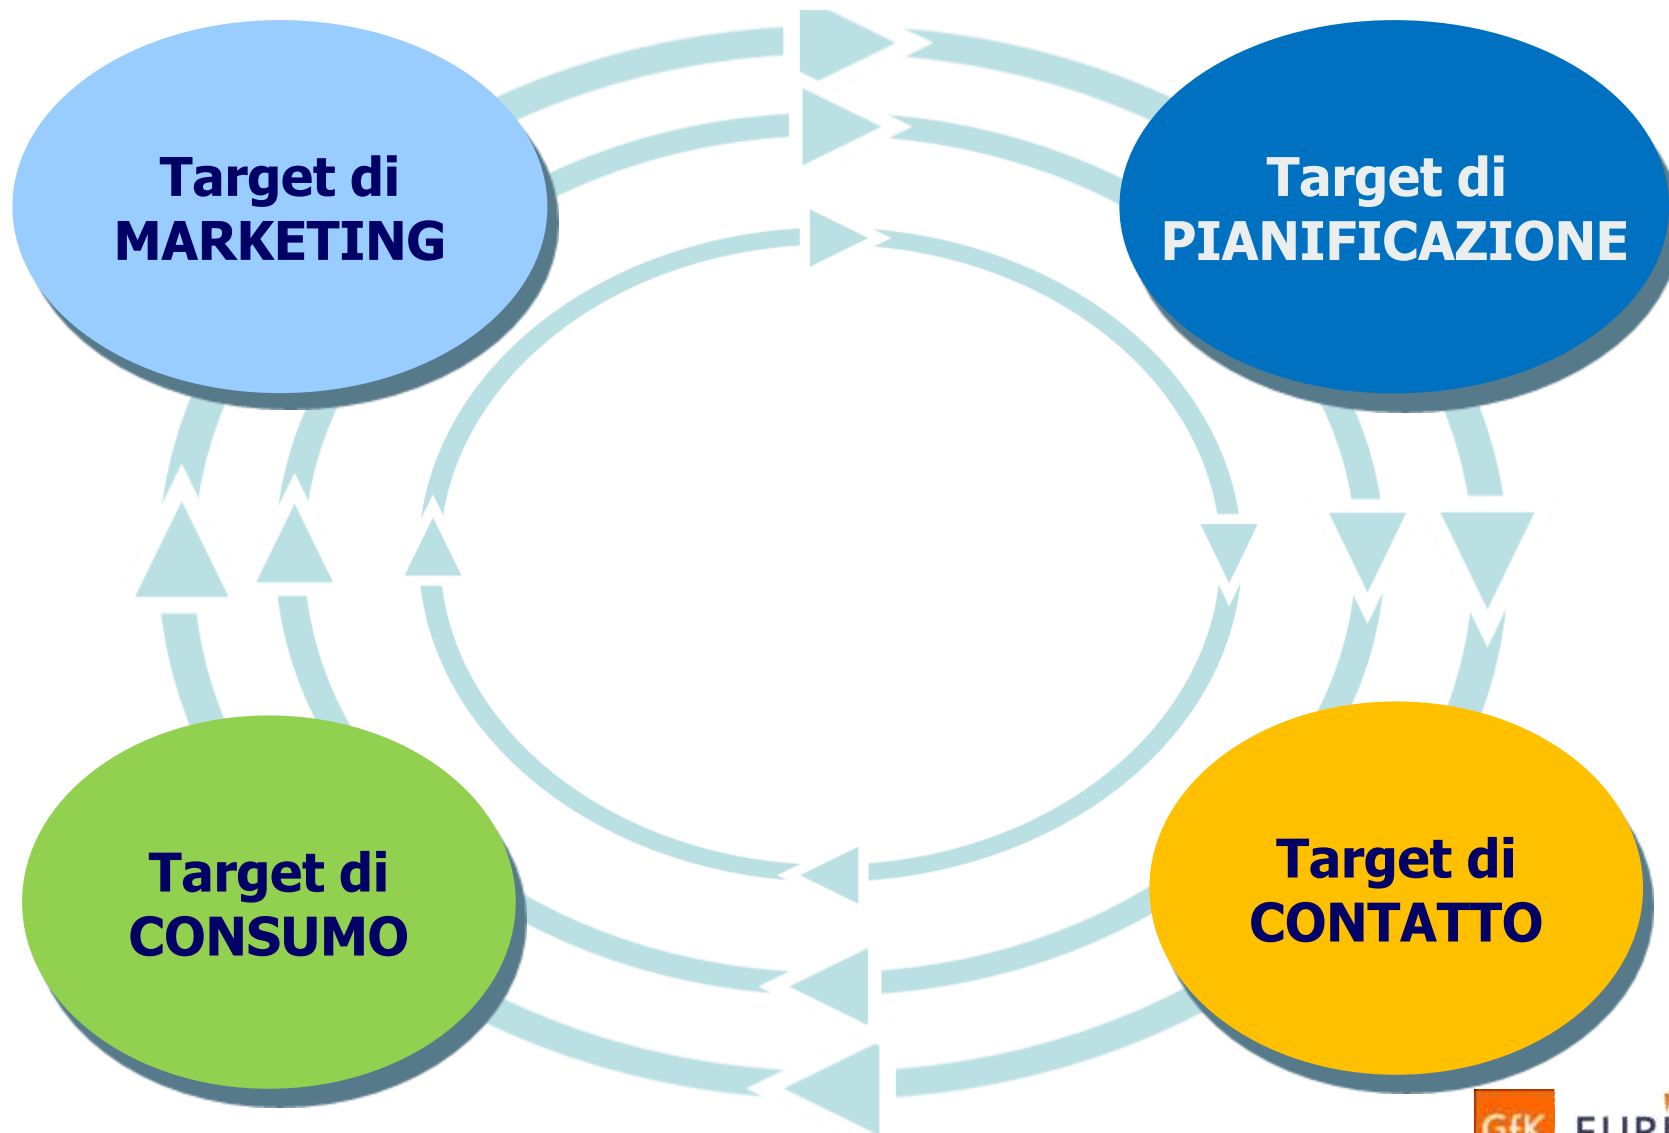 Target di
MARKETING
Target di
PIANIFICAZIONE
Target di
CONSUMO
Target di
CONTATTO
GfK